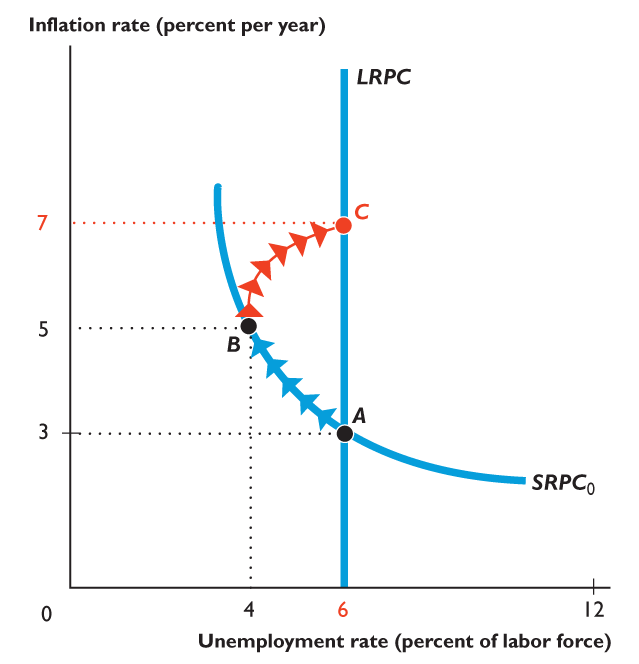 Inflation rate (percent per year)
LRPC
7
C
5
B
A
3
SRPC₀
0
4
6
12
Unemployment rate (percent of labor force)